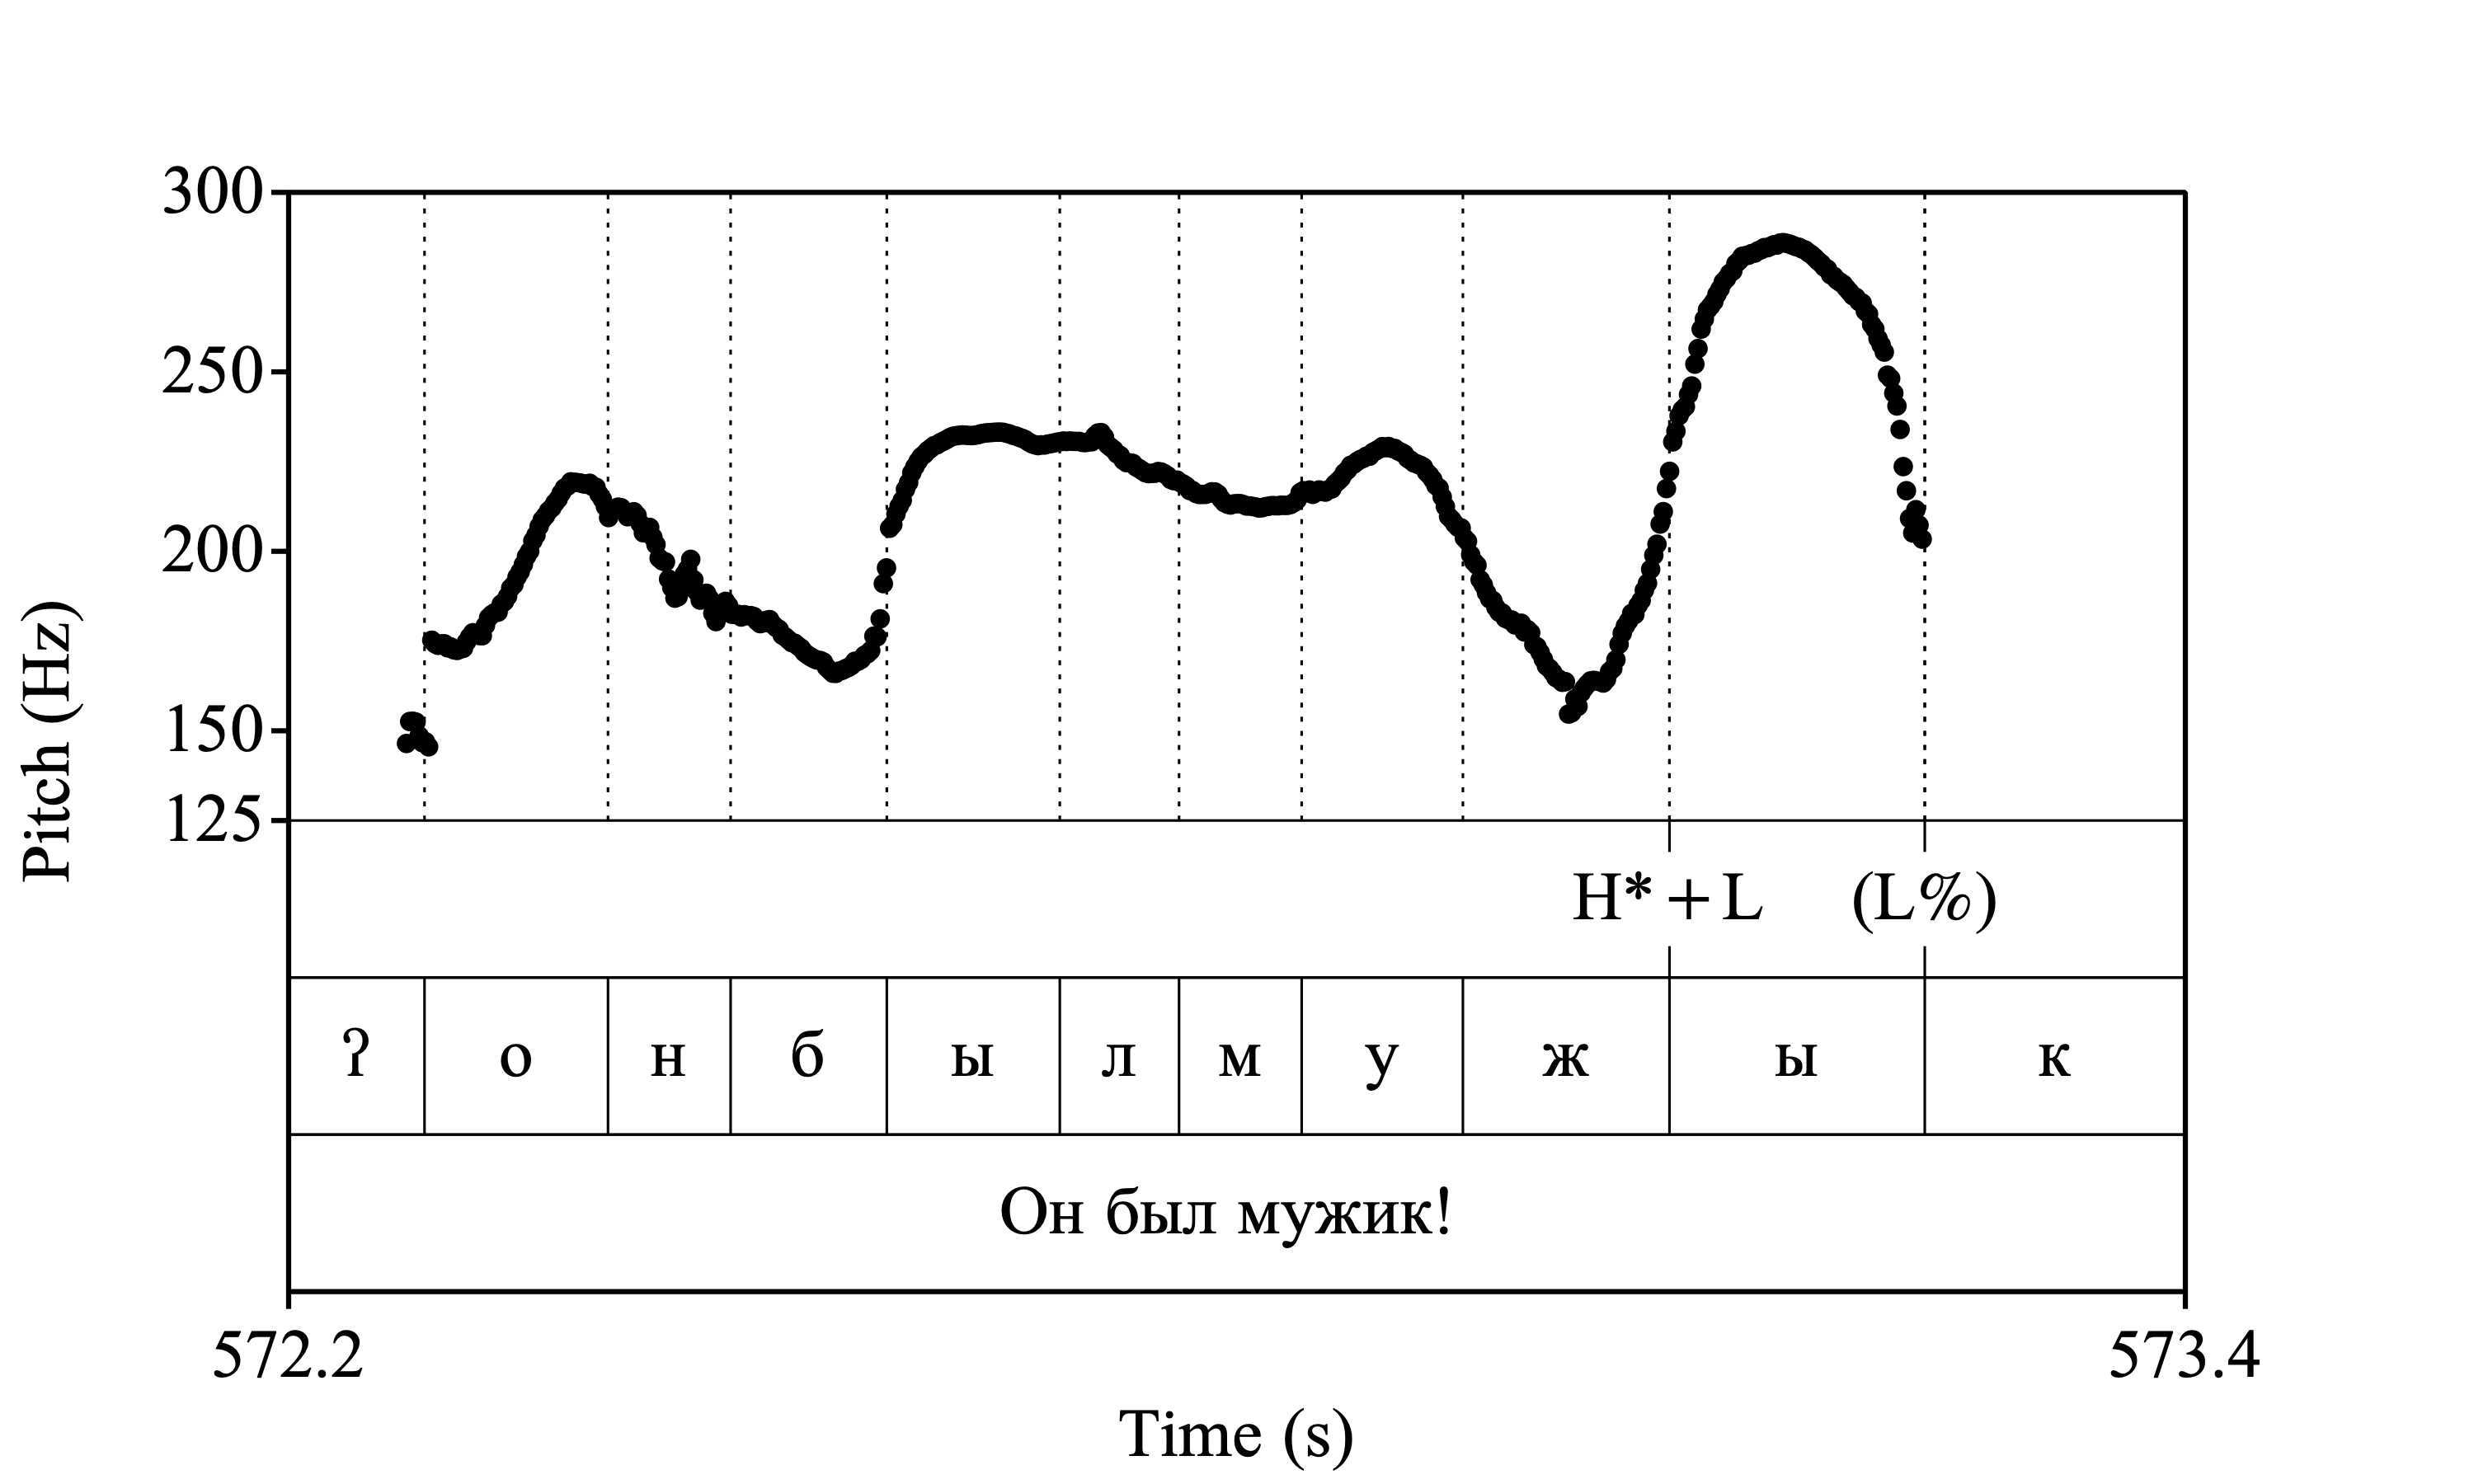 300
250
200
150
125
Pitch (Hz)
H*+L (L%)
ʔ о н б ы л м у ж ы к
Он был мужик!
572.2 573.4
Time (s)